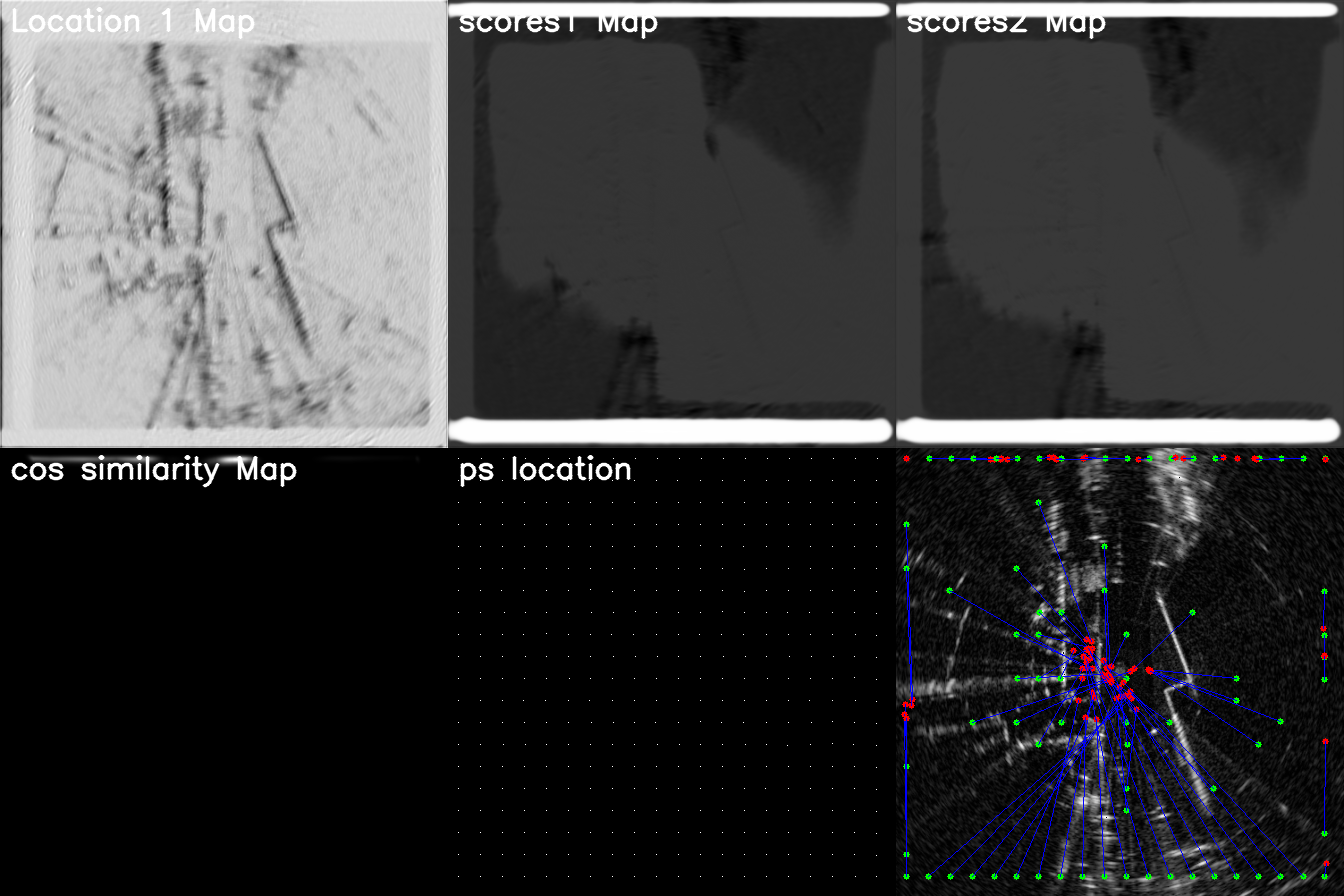 Location 1 Map
scores1 Map
scores2 Map
cos similarity Map
ps location